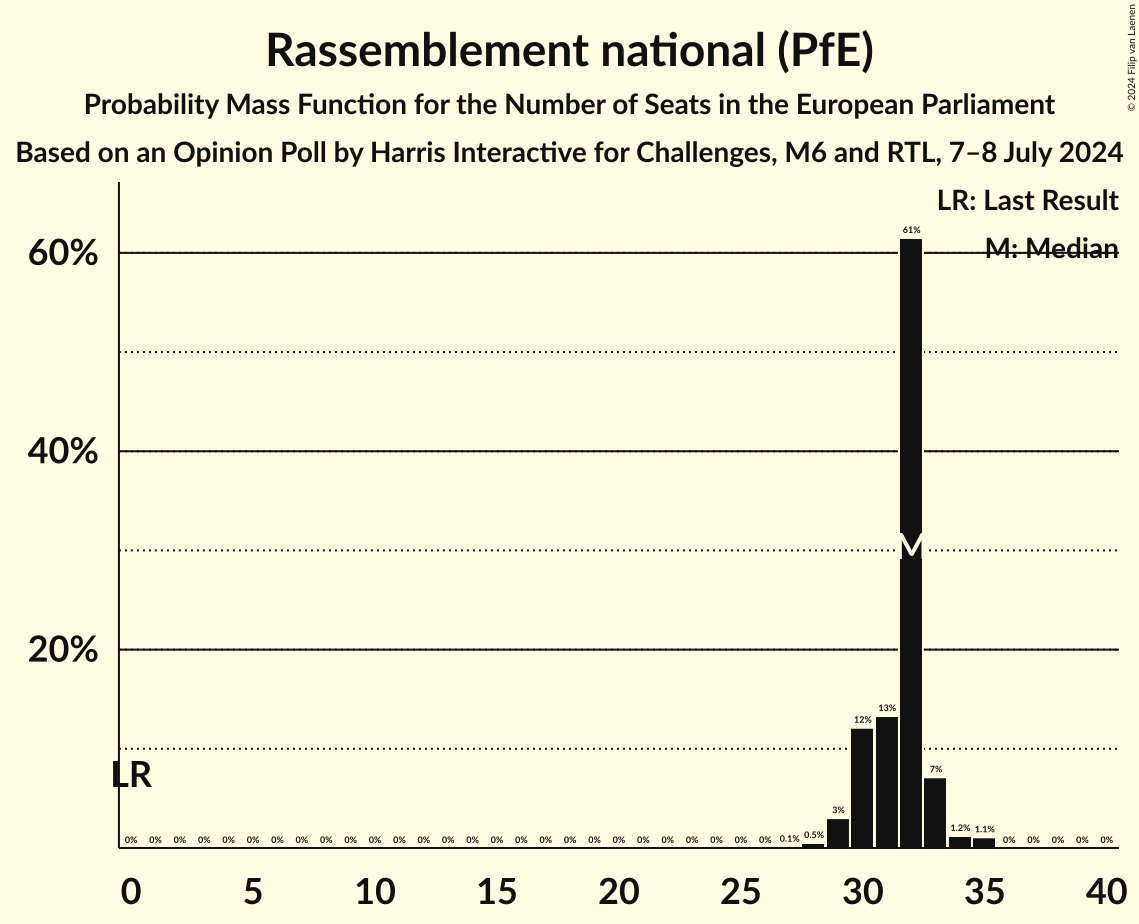 Rassemblement national (PfE)
Probability Mass Function for the Number of Seats in the European Parliament
Based on an Opinion Poll by Harris Interactive for Challenges, M6 and RTL, 7–8 July 2024
© 2024 Filip van Laenen
LR: Last Result
M: Median
60%
40%
20%
61%
M
LR
0% 0% 0% 0% 0% 0% 0% 0% 0% 0% 0% 0% 0% 0% 0% 0% 0% 0% 0% 0% 0% 0% 0% 0% 0% 0% 0% 0.1% 0.5% 3% 12% 13% 7% 1.2% 1.1% 0% 0% 0% 0% 0%
0 5 10 15 20 25 30 35 40